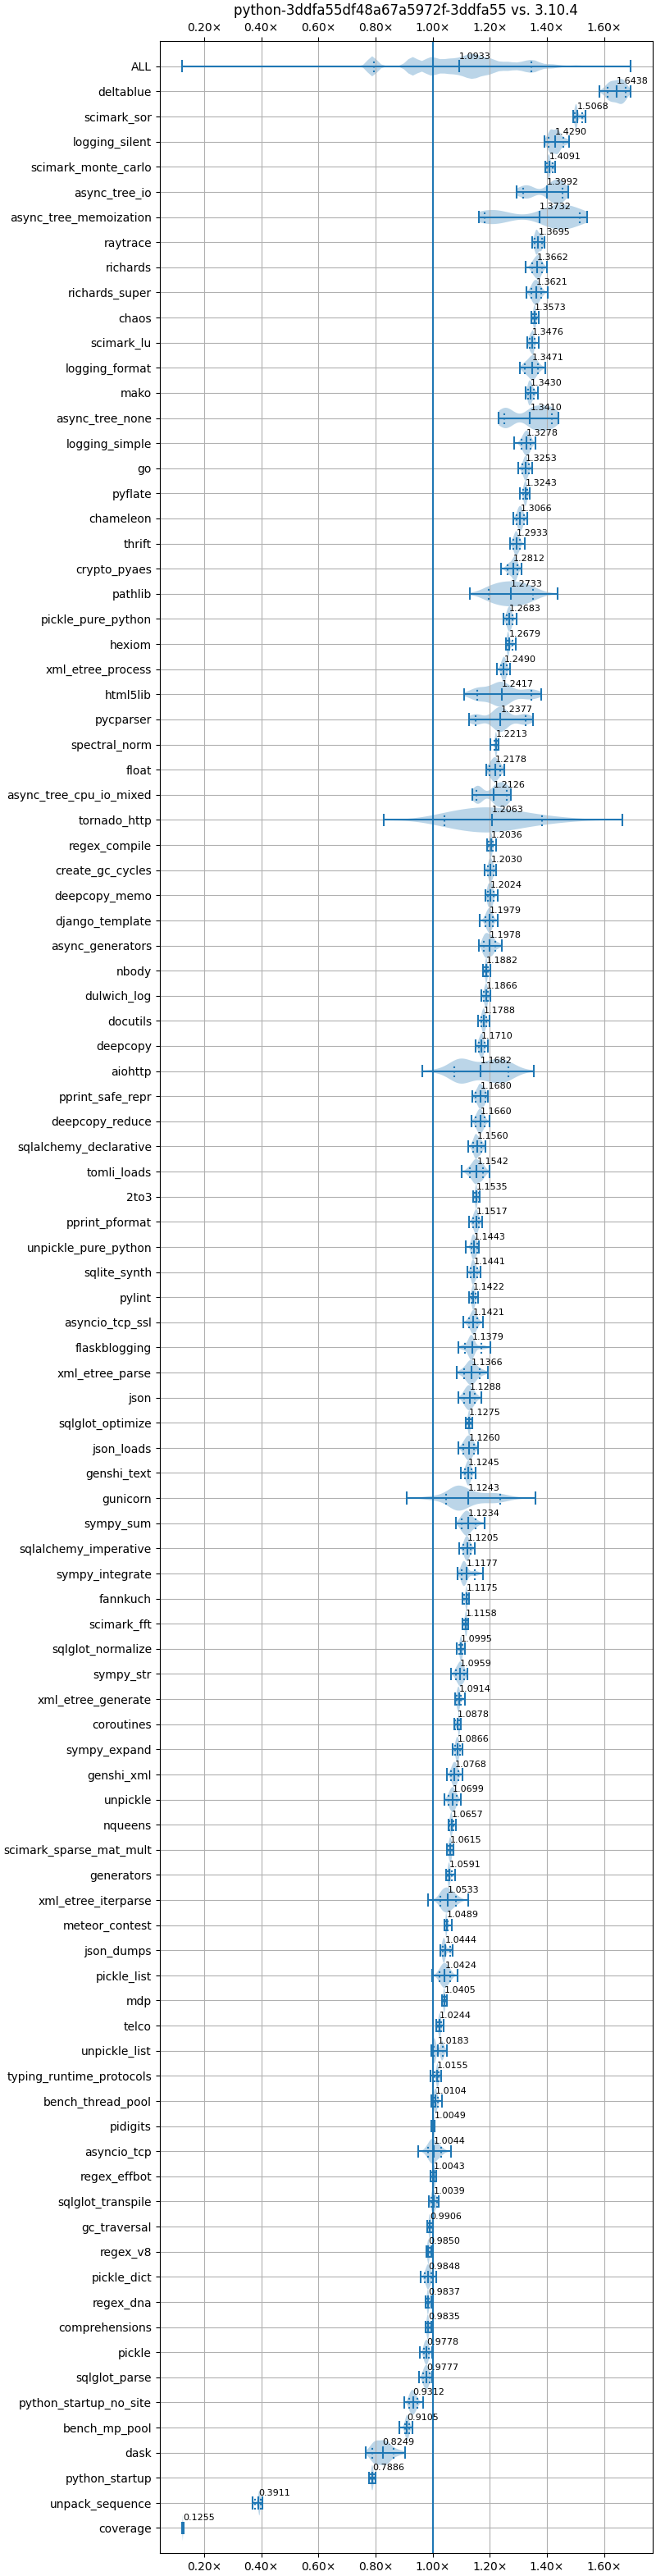 python-3ddfa55df48a67a5972f-3ddfa55 vs. 3.10.4
0.20× 0.40× 0.60× 0.80× 1.00× 1.20× 1.40× 1.60×
ALL 1.0933
deltablue 1.6438
scimark_sor 1.5068
logging_silent 1.4290
scimark_monte_carlo 1.4091
async_tree_io 1.3992
async_tree_memoization 1.3732
raytrace 1.3695
richards 1.3662
richards_super 1.3621
chaos 1.3573
scimark_lu 1.3476
logging_format 1.3471
mako 1.3430
async_tree_none 1.3410
logging_simple 1.3278
go 1.3253
pyflate 1.3243
chameleon 1.3066
thrift 1.2933
crypto_pyaes 1.2812
pathlib 1.2733
pickle_pure_python 1.2683
hexiom 1.2679
xml_etree_process 1.2490
html5lib 1.2417
pycparser 1.2377
spectral_norm 1.2213
float 1.2178
async_tree_cpu_io_mixed 1.2126
tornado_http 1.2063
regex_compile 1.2036
create_gc_cycles 1.2030
deepcopy_memo 1.2024
django_template 1.1979
async_generators 1.1978
nbody 1.1882
dulwich_log 1.1866
docutils 1.1788
deepcopy 1.1710
aiohttp 1.1682
pprint_safe_repr 1.1680
deepcopy_reduce 1.1660
sqlalchemy_declarative 1.1560
tomli_loads 1.1542
2to3 1.1535
pprint_pformat 1.1517
unpickle_pure_python 1.1443
sqlite_synth 1.1441
pylint 1.1422
asyncio_tcp_ssl 1.1421
flaskblogging 1.1379
xml_etree_parse 1.1366
json 1.1288
sqlglot_optimize 1.1275
json_loads 1.1260
genshi_text 1.1245
gunicorn 1.1243
sympy_sum 1.1234
sqlalchemy_imperative 1.1205
sympy_integrate 1.1177
fannkuch 1.1175
scimark_fft 1.1158
sqlglot_normalize 1.0995
sympy_str 1.0959
xml_etree_generate 1.0914
coroutines 1.0878
sympy_expand 1.0866
genshi_xml 1.0768
unpickle 1.0699
nqueens 1.0657
scimark_sparse_mat_mult 1.0615
generators 1.0591
xml_etree_iterparse 1.0533
meteor_contest 1.0489
json_dumps 1.0444
pickle_list 1.0424
mdp 1.0405
telco 1.0244
unpickle_list 1.0183
typing_runtime_protocols 1.0155
bench_thread_pool 1.0104
pidigits 1.0049
asyncio_tcp 1.0044
regex_effbot 1.0043
sqlglot_transpile 1.0039
gc_traversal 0.9906
regex_v8 0.9850
pickle_dict 0.9848
regex_dna 0.9837
comprehensions 0.9835
pickle 0.9778
sqlglot_parse 0.9777
python_startup_no_site 0.9312
bench_mp_pool 0.9105
dask 0.8249
python_startup 0.7886
unpack_sequence 0.3911
coverage 0.1255
0.20× 0.40× 0.60× 0.80× 1.00× 1.20× 1.40× 1.60×